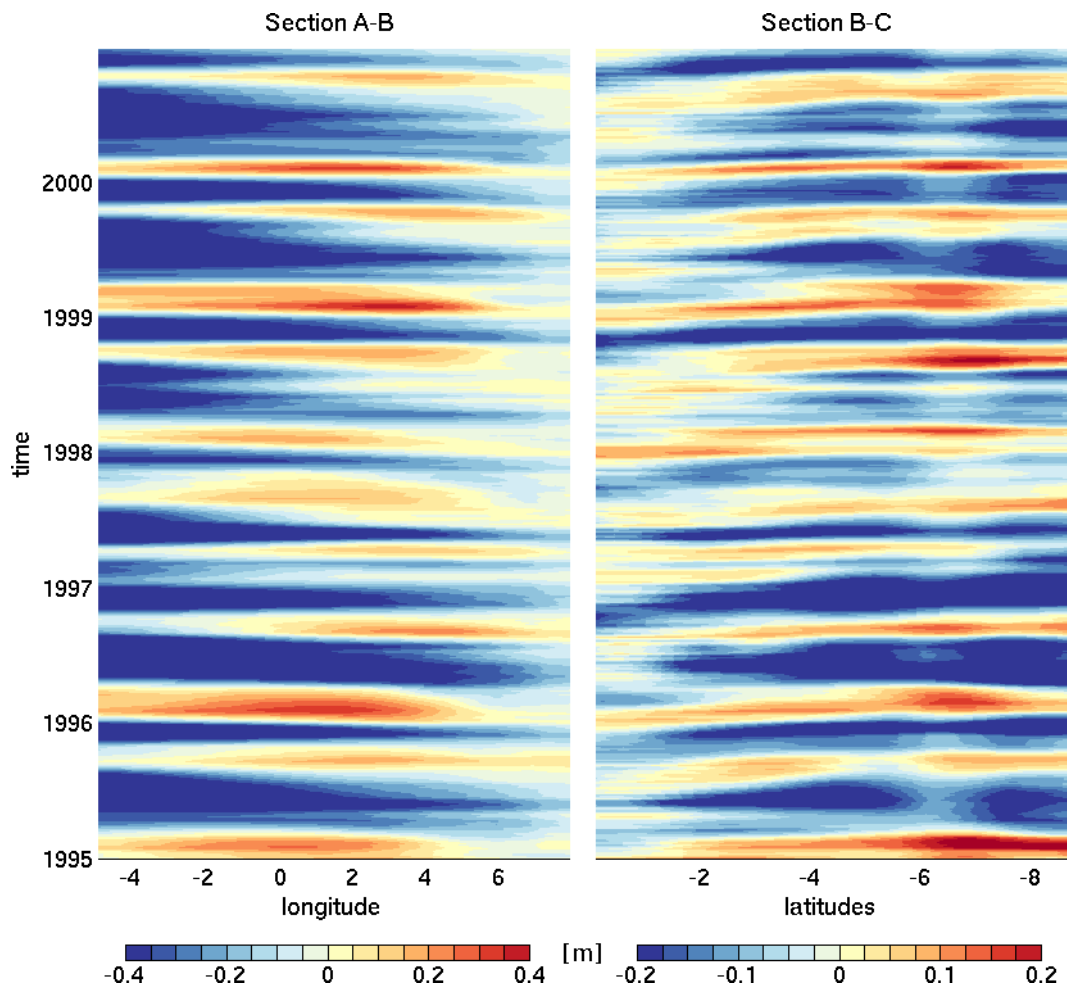 Section A-B
Section B-C
time
2000
1999
1998
1997
1996
1995
-4 -2 0 2 4 6
-2 -4 -6 -8
longitude
latitudes
-0.4 -0.2 0 0.2 0.4
[m]
-0.2 -0.1 0 0.1 0.2